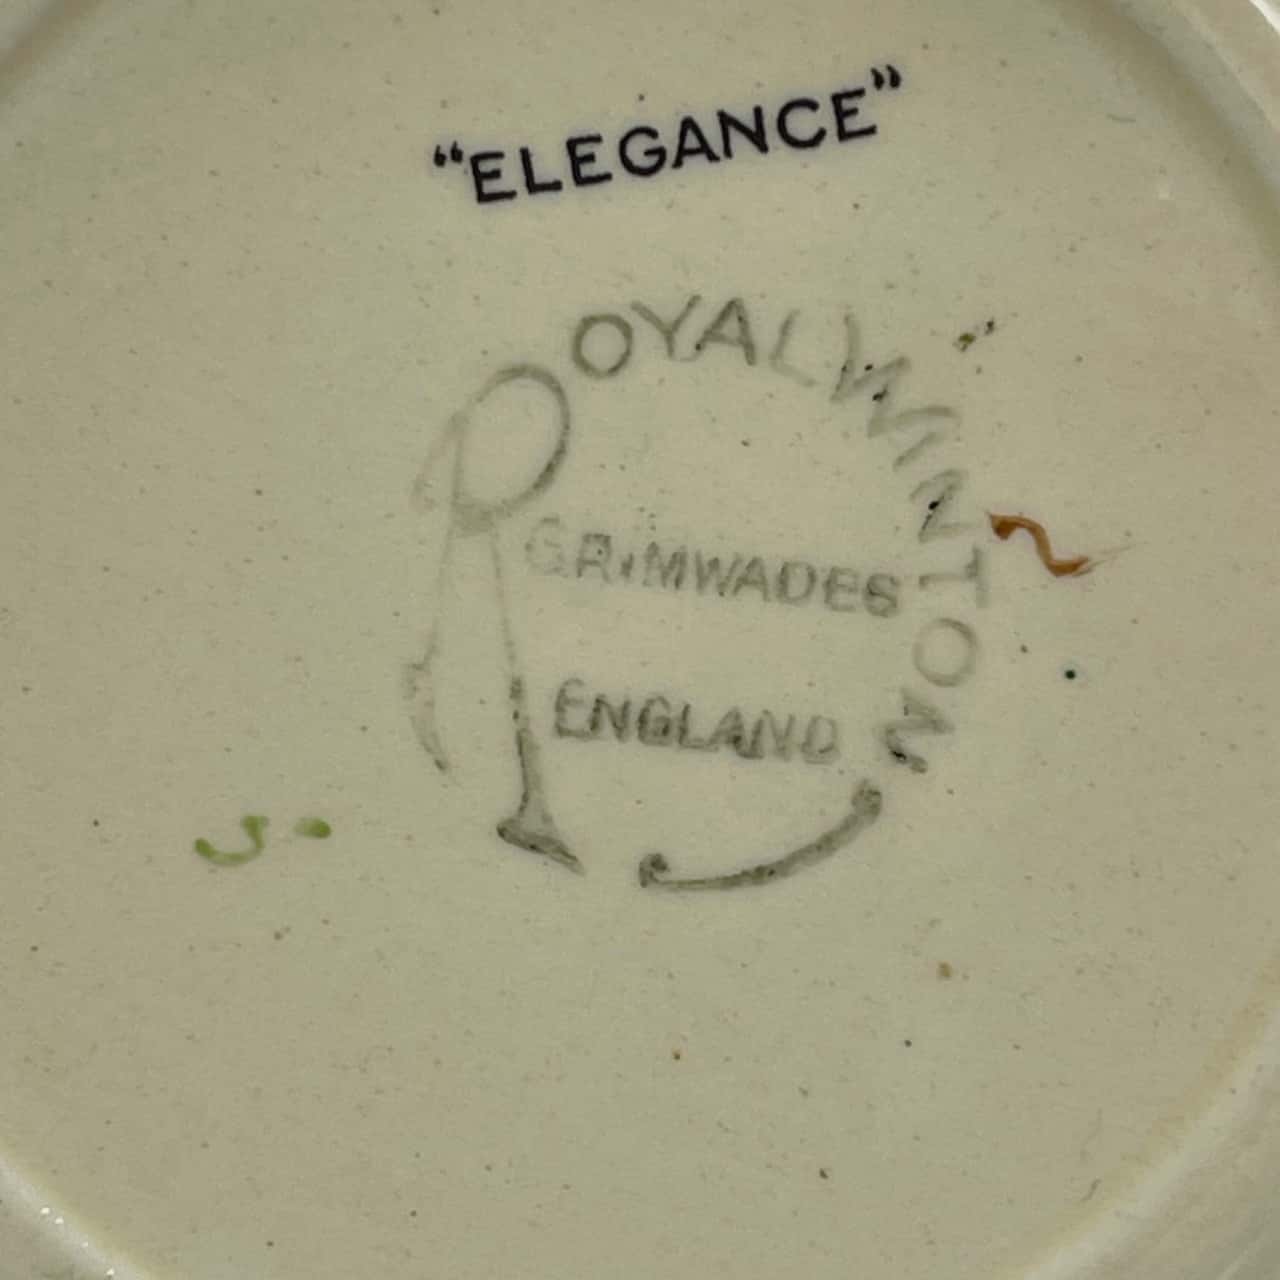 “ELEGANCE”
ROYAL WINTON
GRIMWADES
ENGLAND